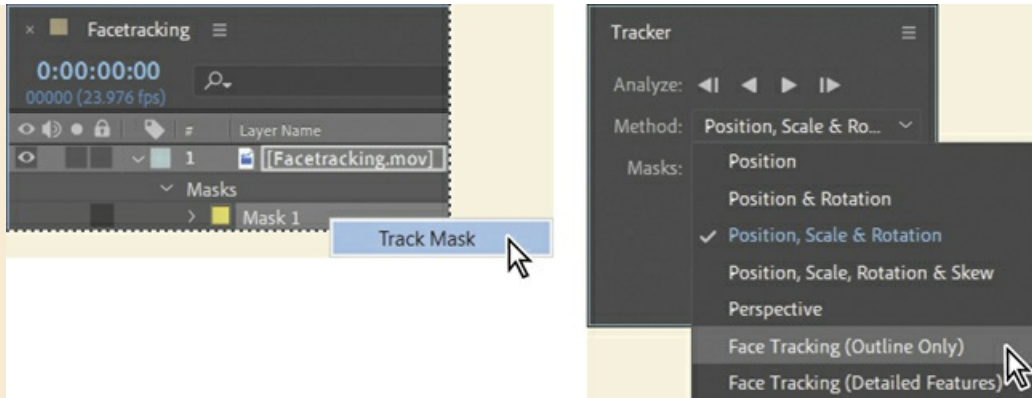 × Facetracking ≡
0:00:00:00
00000 (23.976 fps)
# Layer Name
1 [Facetracking.mov]
Masks
Mask 1
Track Mask
Tracker
Analyze:
Method: Position, Scale & Ro...
Masks:
Position
Position & Rotation
✓ Position, Scale & Rotation
Position, Scale, Rotation & Skew
Perspective
Face Tracking (Outline Only)
Face Tracking (Detailed Features)